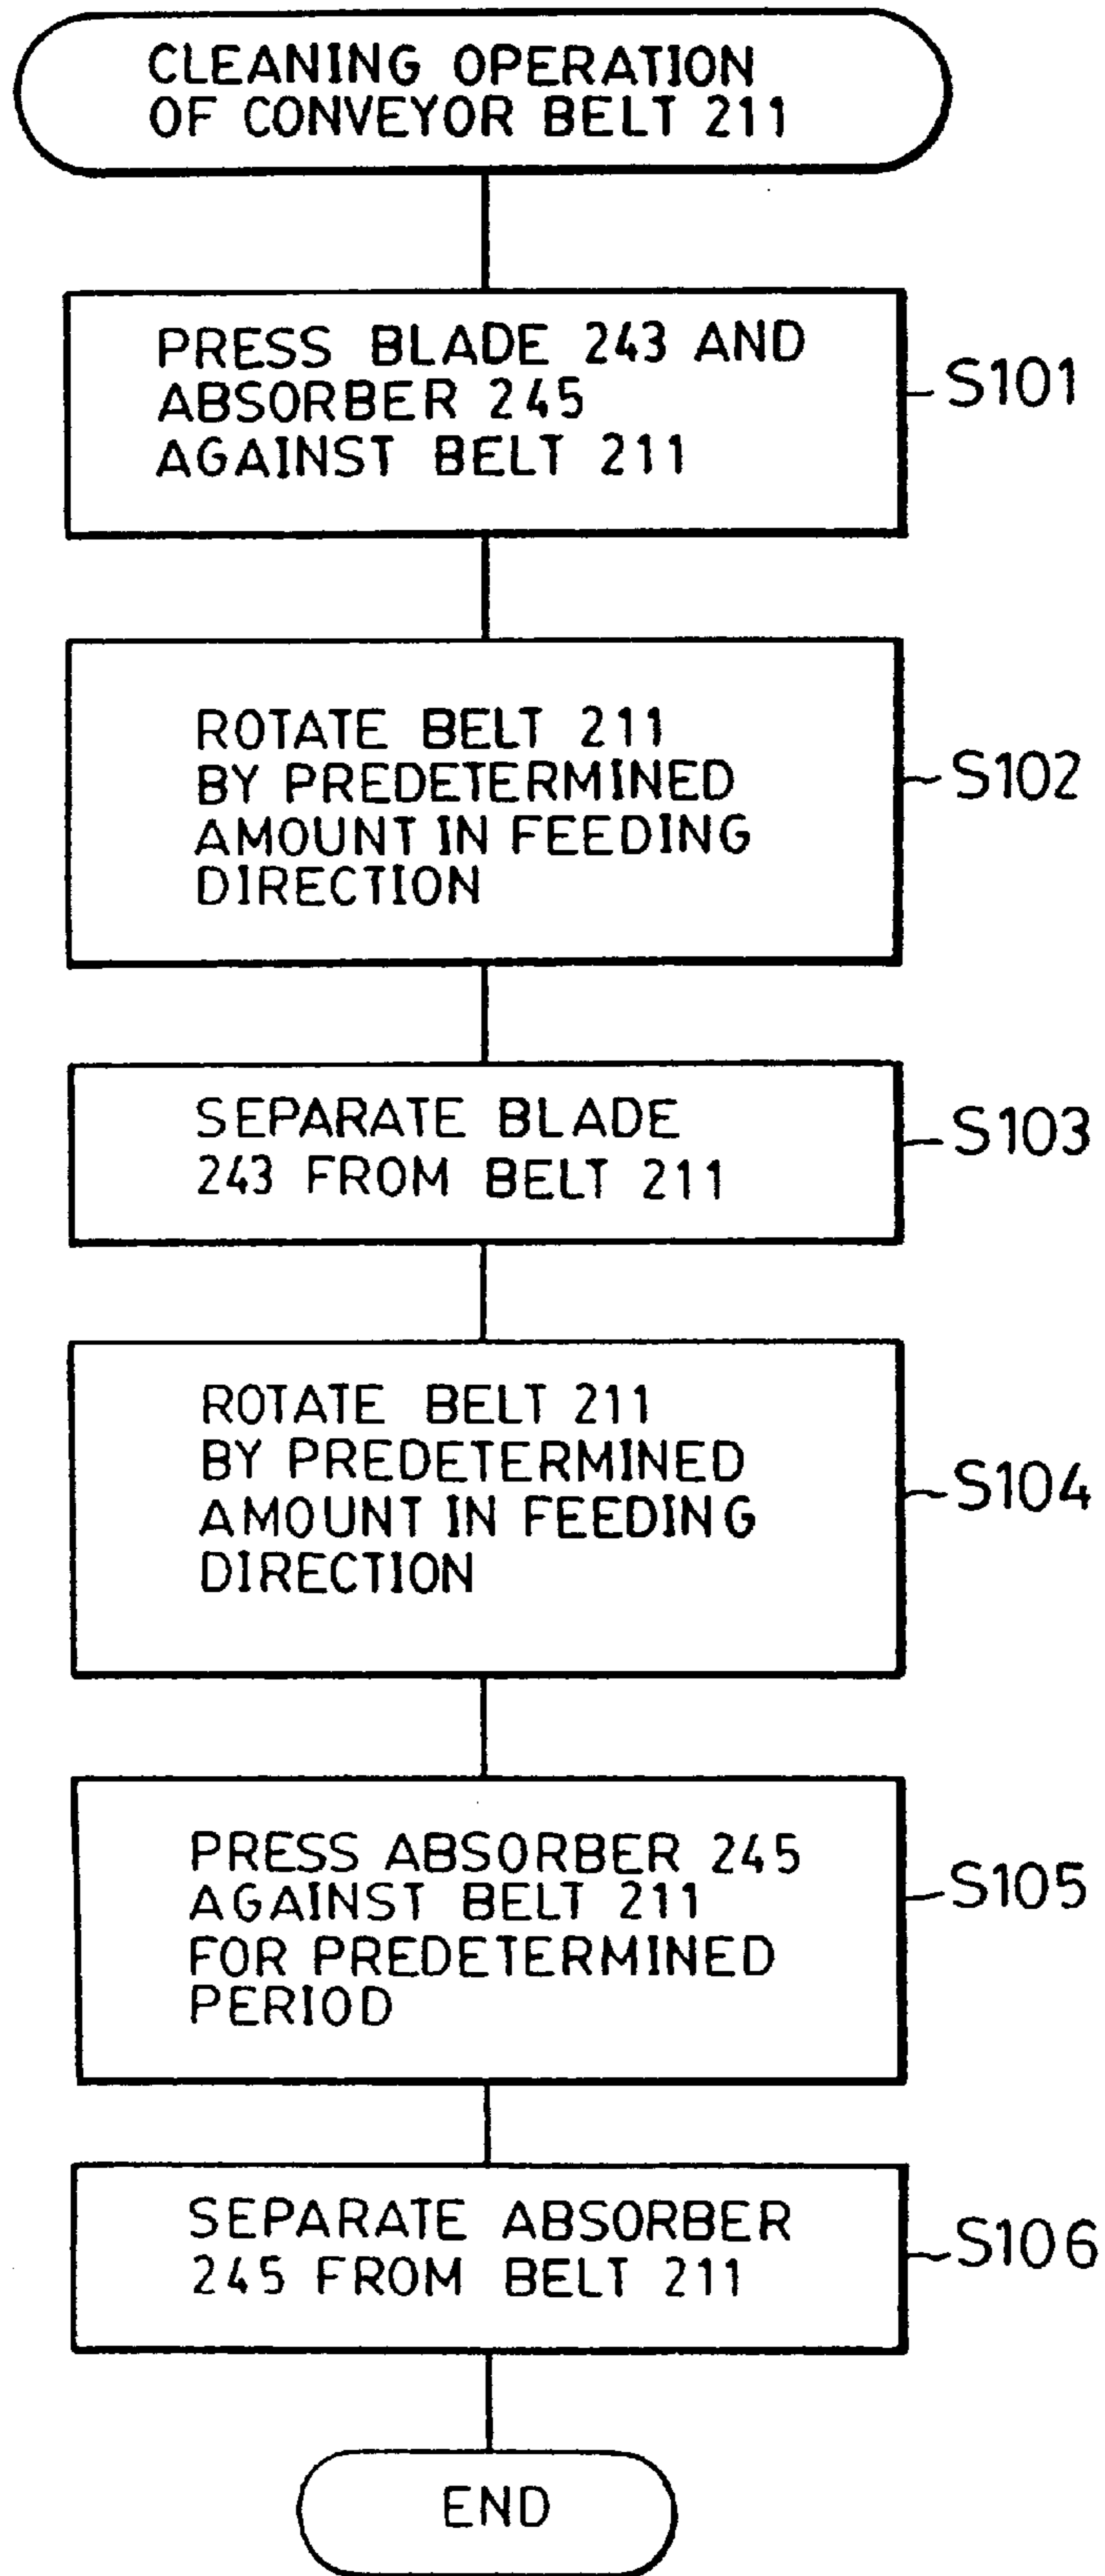 CLEANING OPERATION
OF CONVEYOR BELT 211
PRESS BLADE 243 AND
ABSORBER 245
AGAINST BELT 211
S101
ROTATE BELT 211
BY PREDETERMINED
AMOUNT IN FEEDING
DIRECTION
S102
SEPARATE BLADE
243 FROM BELT 211
S103
ROTATE BELT 211
BY PREDETERMINED
AMOUNT IN FEEDING
DIRECTION
S104
PRESS ABSORBER 245
AGAINST BELT 211
FOR PREDETERMINED
PERIOD
S105
SEPARATE ABSORBER
245 FROM BELT 211
S106
END